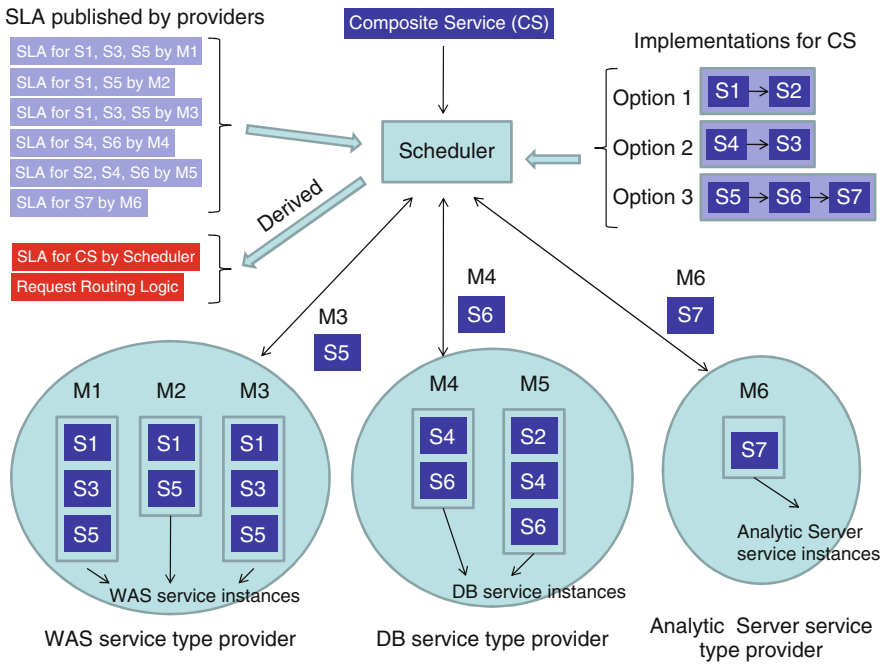 SLA published by providers
SLA for S1, S3, S5 by M1
SLA for S1, S5 by M2
SLA for S1, S3, S5 by M3
SLA for S4, S6 by M4
SLA for S2, S4, S6 by M5
SLA for S7 by M6
SLA for CS by Scheduler
Request Routing Logic
Composite Service (CS)
Scheduler
Derived
Implementations for CS
Option 1
S1
S2
Option 2
S4
S3
Option 3
S5
S6
S7
M3
S5
M4
S6
M6
S7
M1
S1
S3
S5
M2
S1
S5
M3
S1
S3
S5
WAS service instances
WAS service type provider
M4
S4
S6
M5
S2
S4
S6
DB service instances
DB service type provider
M6
S7
Analytic Server
service instances
Analytic Server service
type provider